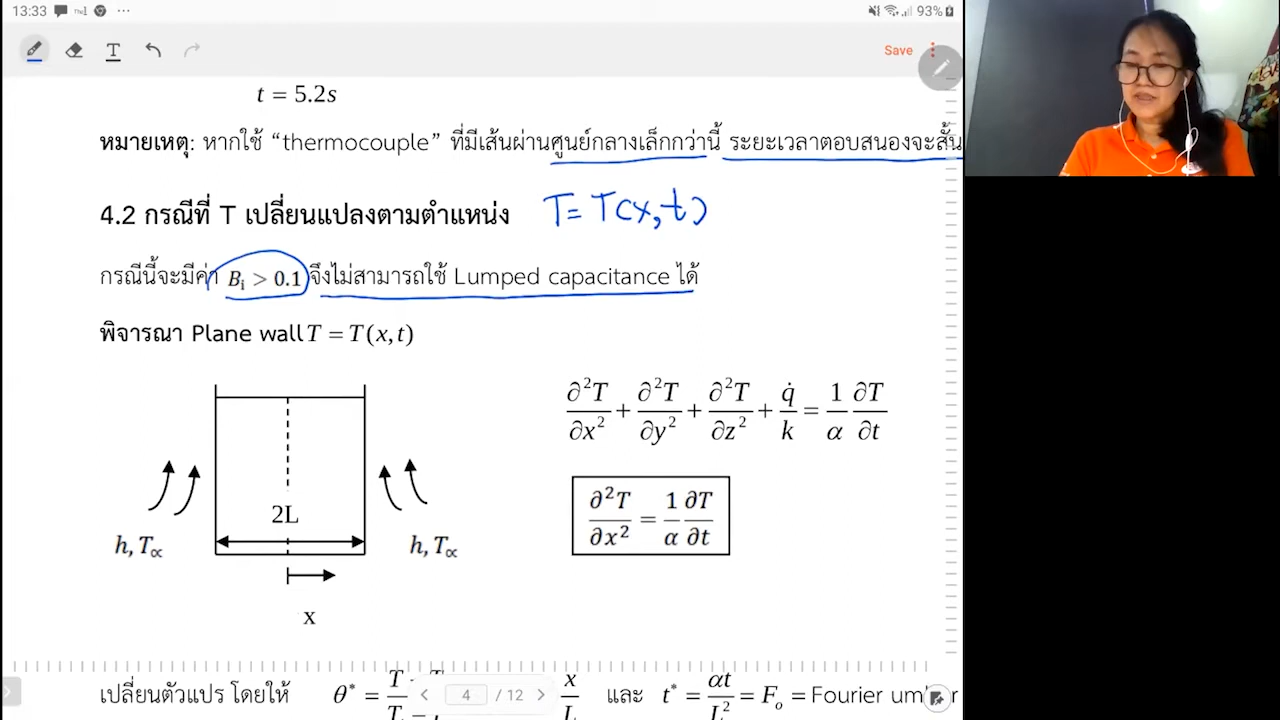 13:33
93%
T
Save
t = 5.2s
หมายเหตุ: หากใช้ “thermocouple” ที่มีเส้นผ่านศูนย์กลางเล็กกว่านี้ ระยะเวลาตอบสนองจะสั้น
4.2 กรณีที่ T เปลี่ยนแปลงตามตำแหน่ง T= T(x,t)
กรณีนี้จะมีค่า Bᵢ > 0.1 จึงไม่สามารถใช้ Lumped capacitance ได้
พิจารณา Plane wall T = T(x,t)
∂²T/∂x² + ∂²T/∂y² + ∂²T/∂z² + q̇/k = 1/α ∂T/∂t
∂²T/∂x² = 1/α ∂T/∂t
2L
h, T∝ h, T∝
x
เปลี่ยนตัวแปร โดยให้ θ* = x/L และ t* = αt/L² = Fₒ = Fourier
4 / 12